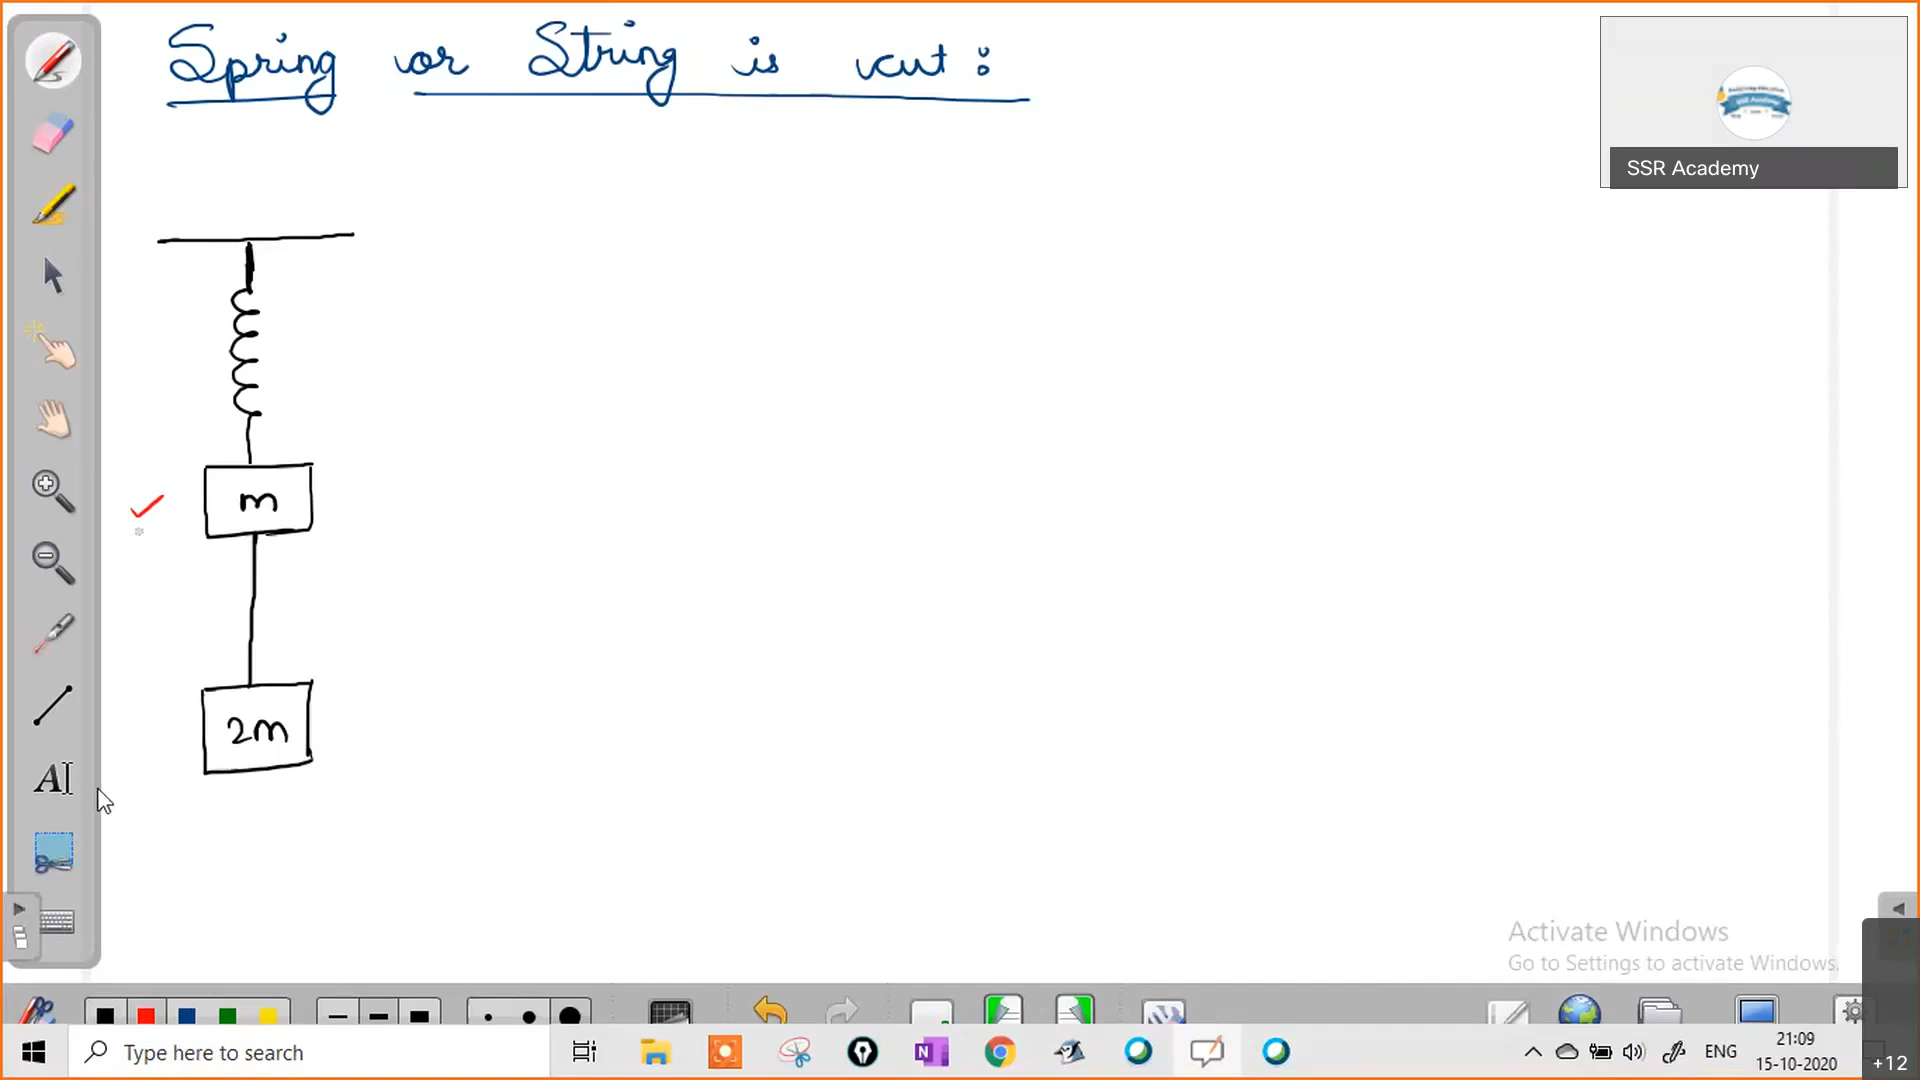 Spring or String is cut :
SSR Academy
m
2m
A
Activate Windows
Go to Settings to activate Windows.
Type here to search
ENG
21:09
15-10-2020
+12